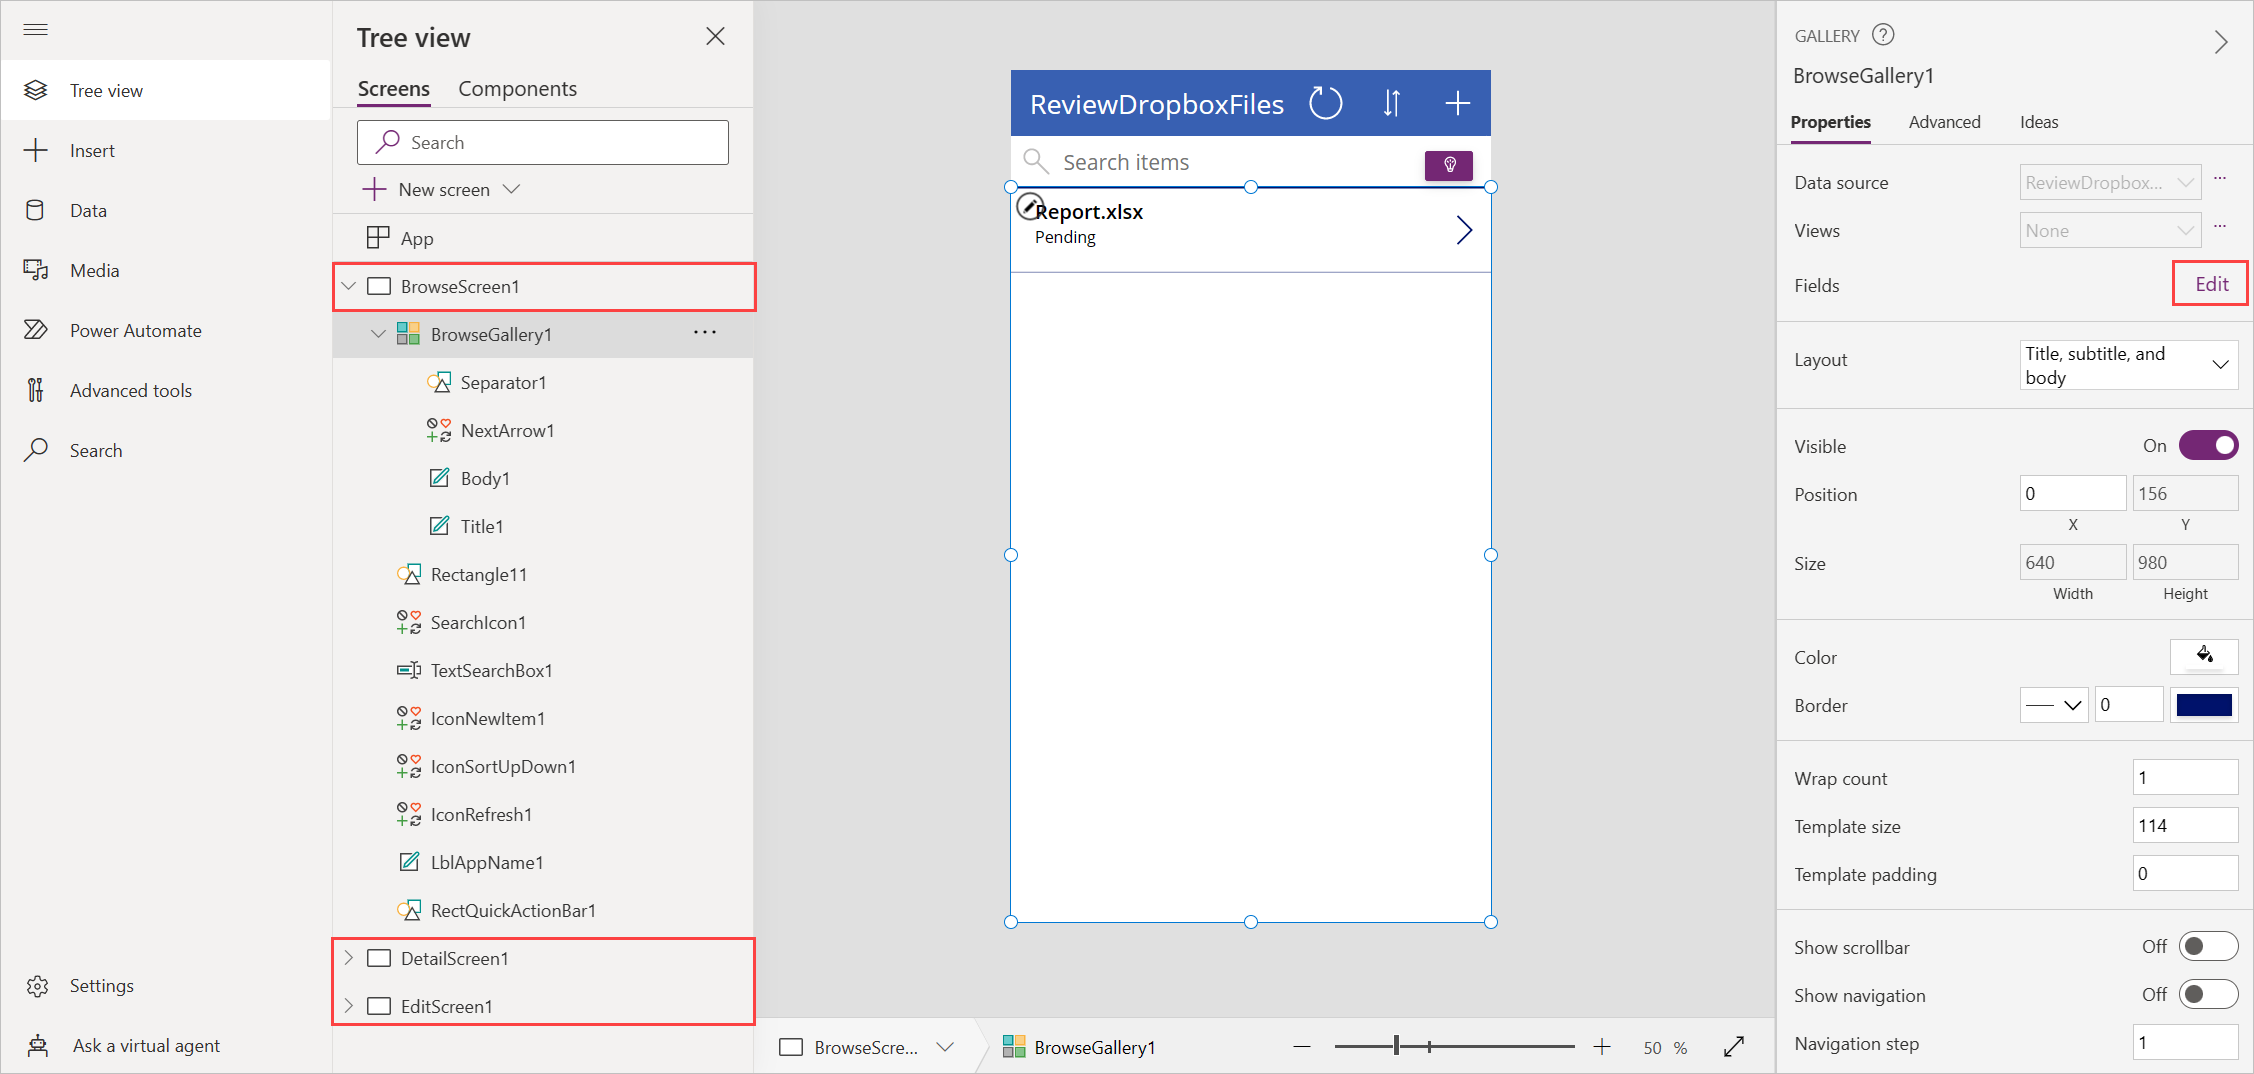 Tree view
Insert
Data
Media
Power Automate
Advanced tools
Search
Settings
Ask a virtual agent
Tree view
Screens Components
Search
New screen
App
BrowseScreen1
BrowseGallery1
Separator1
NextArrow1
Body1
Title1
Rectangle11
SearchIcon1
TextSearchBox1
IconNewItem1
IconSortUpDown1
IconRefresh1
LblAppName1
RectQuickActionBar1
DetailScreen1
EditScreen1
ReviewDropboxFiles
Search items
Report.xlsx
Pending
BrowseScre...
BrowseGallery1
50 %
GALLERY ?
BrowseGallery1
Properties Advanced Ideas
Data source ReviewDropbox...
Views None
Fields Edit
Layout Title, subtitle, and
body
Visible On
Position 0 156
X Y
Size 640 980
Width Height
Color
Border 0
Wrap count 1
Template size 114
Template padding 0
Show scrollbar Off
Show navigation Off
Navigation step 1